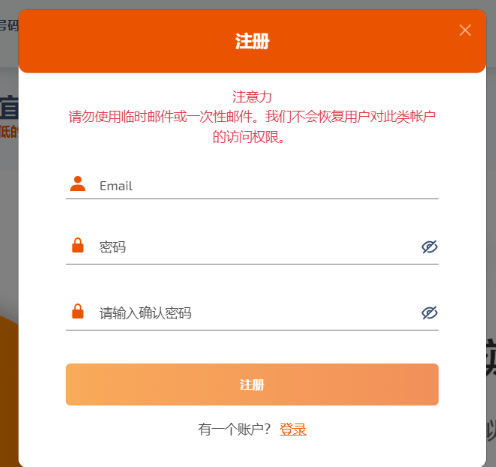 号码
注册
注意力
请勿使用临时邮件或一次性邮件。我们不会恢复用户对此类帐户
的访问权限。
Email
密码
请输入确认密码
注册
有一个账户？ 登录